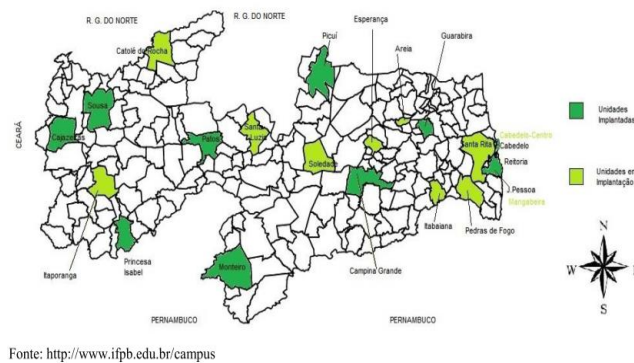 R. G. DO NORTE
R. G. DO NORTE
Catolé do Rocha
Picuí
Esperança
Areia
Guarabira
CEARÁ
Sousa
Cajazeiras
Patos
Santa
Luzia
Soledade
Santa Rita
Cabedelo-Centro
Cabedelo
Reitoria
Pessoa
Mangabeira
Itabaiana
Pedras de Fogo
Itaporanga
Princesa
Isabel
Monteiro
Campina Grande
PERNAMBUCO
PERNAMBUCO
Unidades
Implantadas
Unidades em
Implantação
N
W
S
Fonte: http://www.ifpb.edu.br/campus